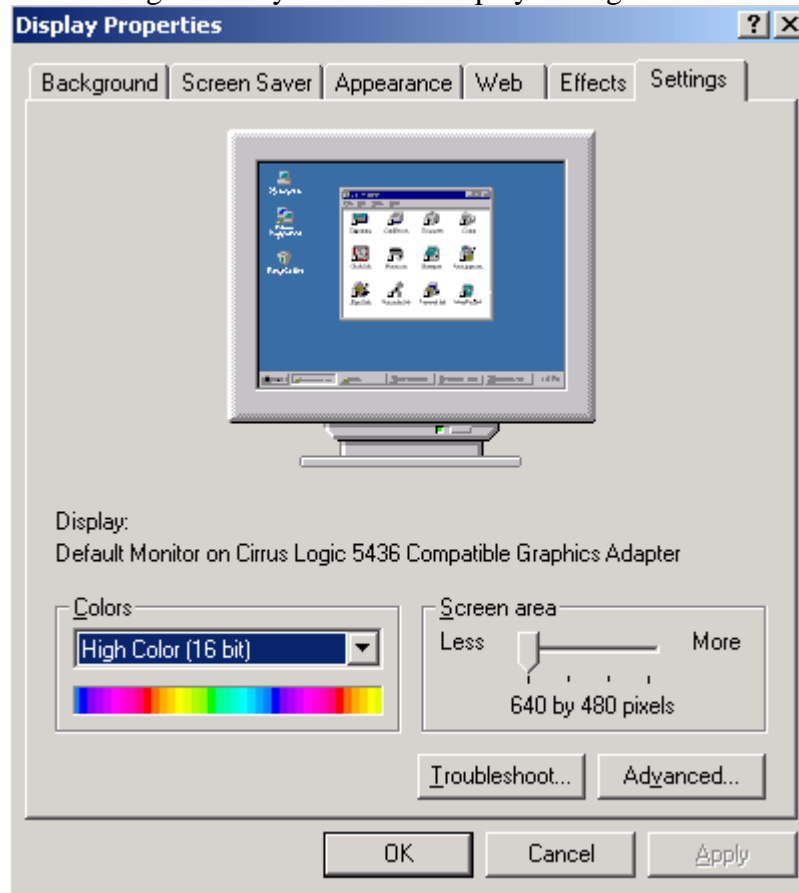 Display Properties
Background Screen Saver Appearance Web Effects Settings
Display:
Default Monitor on Cirrus Logic 5436 Compatible Graphics Adapter
Colors
High Color (16 bit)
Screen area
Less More
640 by 480 pixels
Troubleshoot... Advanced...
OK Cancel Apply